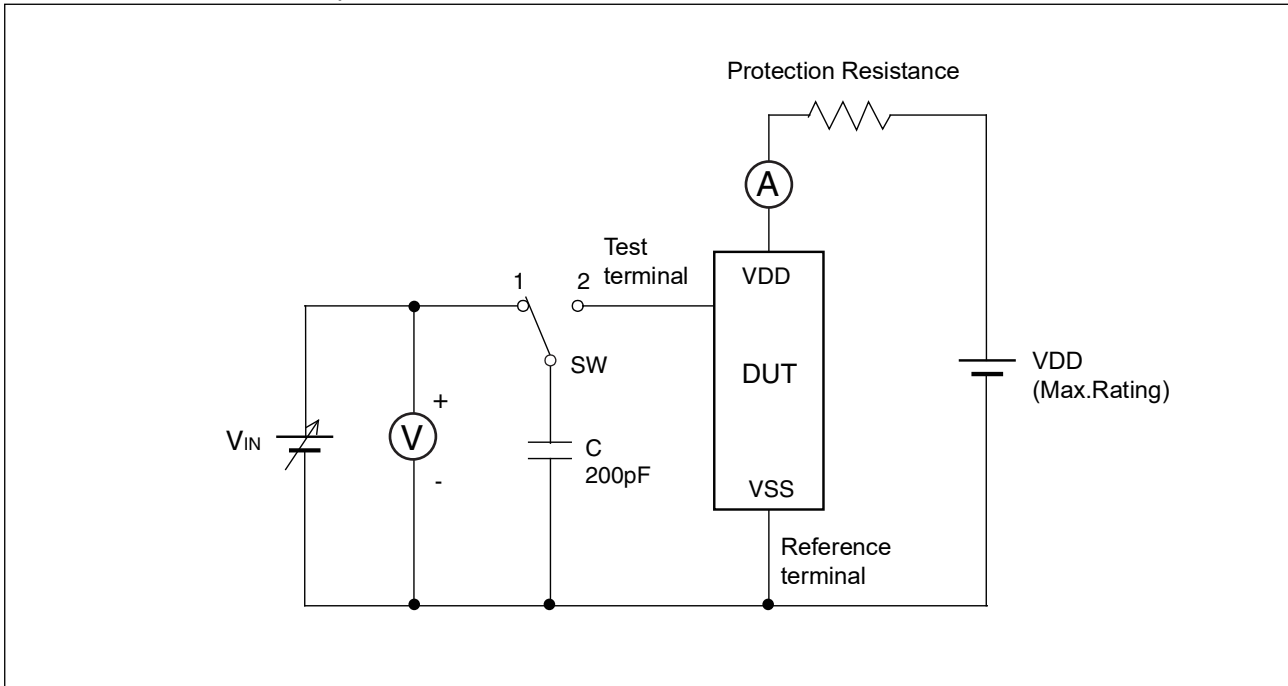 Protection Resistance
A
Test
terminal
1
2
VDD
SW
DUT
VDD
(Max.Rating)
+
VIN
V
C
200pF
-
VSS
Reference
terminal